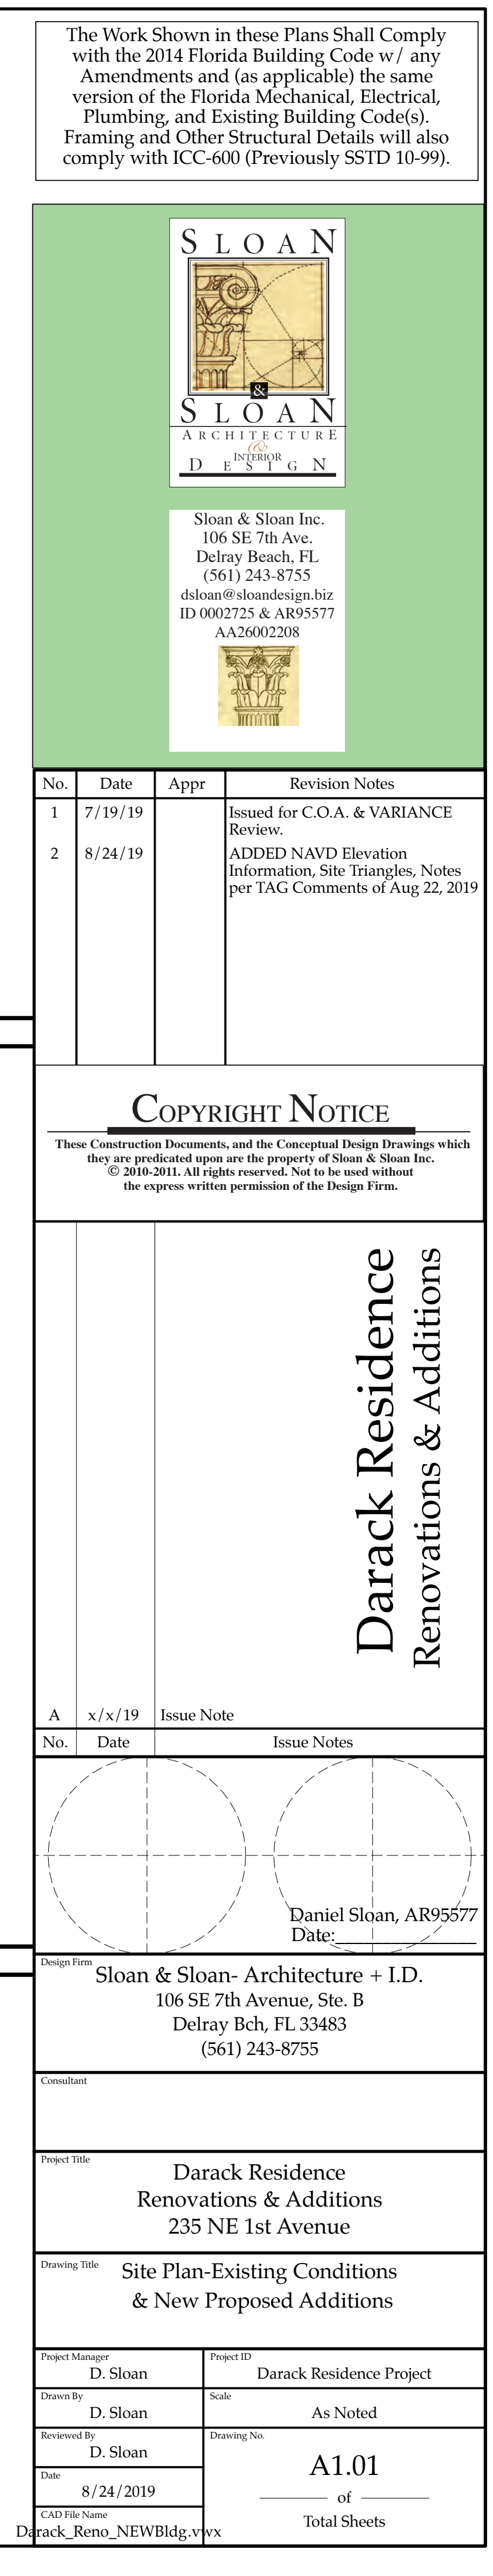 The Work Shown in these Plans Shall Comply
with the 2014 Florida Building Code w/ any
Amendments and (as applicable) the same
version of the Florida Mechanical, Electrical,
Plumbing, and Existing Building Code(s).
Framing and Other Structural Details will also
comply with ICC-600 (Previously SSTD 10-99).
SLOAN
&
SLOAN
ARCHITECTURE
&
INTERIOR
DESIGN
Sloan & Sloan Inc.
106 SE 7th Ave.
Delray Beach, FL
(561) 243-8755
dsloan@sloandesign.biz
ID 0002725 & AR95577
AA26002208
No. Date Appr Revision Notes
1 7/19/19 Issued for C.O.A. & VARIANCE
Review.
2 8/24/19 ADDED NAVD Elevation
Information, Site Triangles, Notes
per TAG Comments of Aug 22, 2019
COPYRIGHT NOTICE
These Construction Documents, and the Conceptual Design Drawings which
they are predicated upon are the property of Sloan & Sloan Inc.
© 2010-2011. All rights reserved. Not to be used without
the express written permission of the Design Firm.
Darack Residence
Renovations & Additions
A x/x/19 Issue Note
No. Date Issue Notes
Daniel Sloan, AR95577
Date:_______________
Design Firm
Sloan & Sloan- Architecture + I.D.
106 SE 7th Avenue, Ste. B
Delray Bch, FL 33483
(561) 243-8755
Consultant
Project Title
Darack Residence
Renovations & Additions
235 NE 1st Avenue
Drawing Title
Site Plan-Existing Conditions
& New Proposed Additions
Project Manager
D. Sloan
Project ID
Darack Residence Project
Drawn By
D. Sloan
Scale
As Noted
Reviewed By
D. Sloan
Drawing No.
A1.01
of
Total Sheets
Date
8/24/2019
CAD File Name
Darack_Reno_NEWBldg.vwx